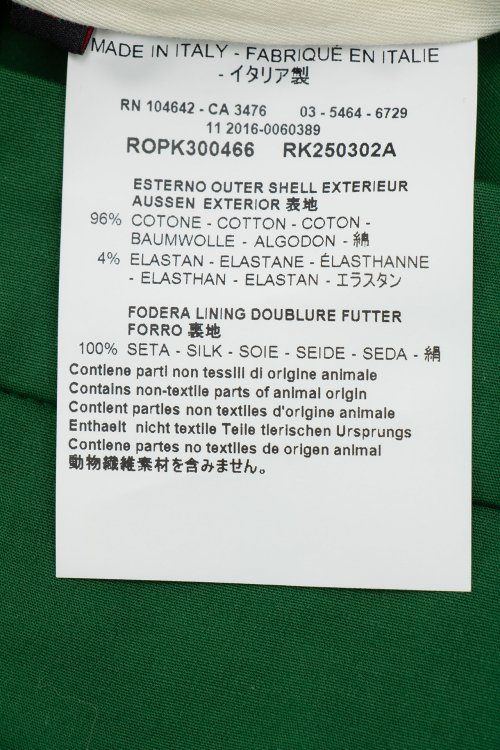 MADE IN ITALY - FABRIQUÉ EN ITALIE
- イタリア製
RN 104642 - CA 3476 03 - 5464 - 6729
11 2016-0060389
ROPK300466 RK250302A
ESTERNO OUTER SHELL EXTERIEUR
AUSSEN EXTERIOR 表地
96% COTONE - COTTON - COTON -
BAUMWOLLE - ALGODON - 綿
4% ELASTAN - ELASTANE - ÉLASTHANNE
- ELASTHAN - ELASTAN - エラスタン
FODERA LINING DOUBLURE FUTTER
FORRO 裏地
100% SETA - SILK - SOIE - SEIDE - SEDA - 絹
Contiene parti non tessili di origine animale
Contains non-textile parts of animal origin
Contient parties non textiles d'origine animale
Enthaelt nicht textile Teile tierischen Ursprungs
Contiene partes no textiles de origen animal
動物繊維素材を含みません。